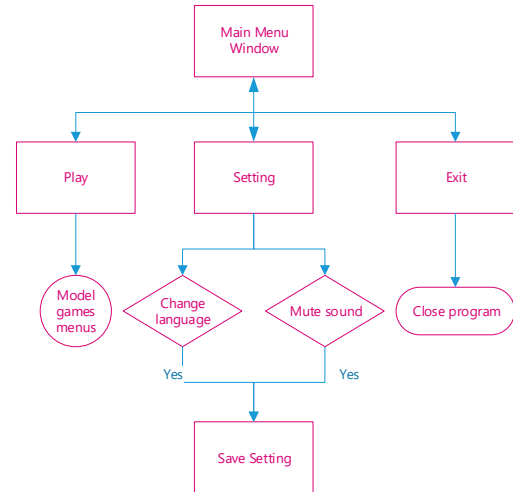 Main Menu
Window
Play
Setting
Exit
Model
games
menus
Change
language
Mute sound
Close program
Yes
Yes
Save Setting